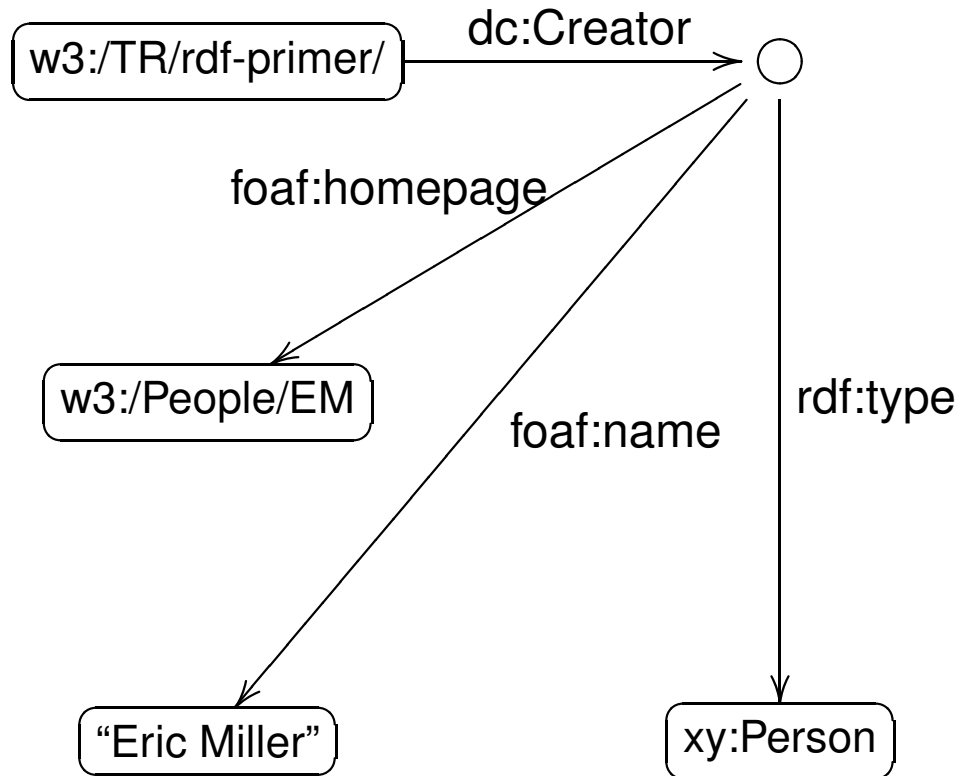 dc:Creator
w3:/TR/rdf-primer/
foaf:homepage
w3:/People/EM
rdf:type
foaf:name
“Eric Miller”
xy:Person